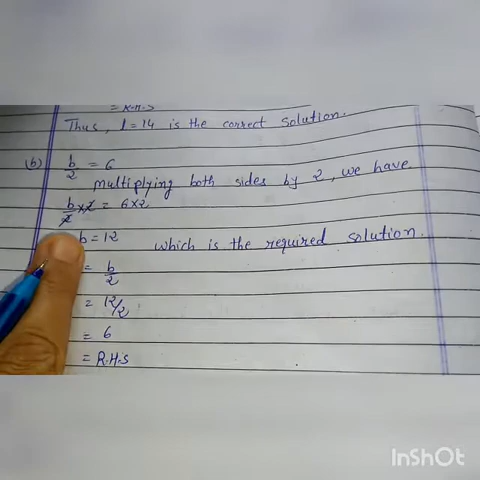 = R.H.S
Thus, l = 14 is the correct solution.
(b) b/2 = 6
multiplying both sides by 2, we have
b/2 × 2 = 6×2
b = 12 which is the required solution.
= b/2
= 12/2
= 6
= R.H.S
InShOt